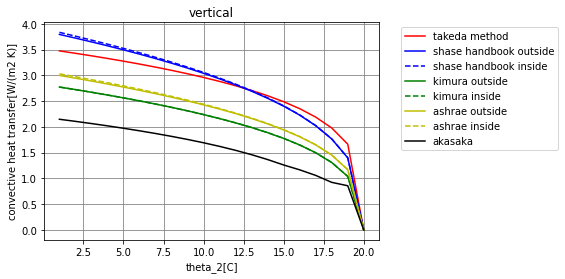 vertical
convective heat transfer[W/(m2 K)]
4.0
3.5
3.0
2.5
2.0
1.5
1.0
0.5
0.0
2.5 5.0 7.5 10.0 12.5 15.0 17.5 20.0
theta_2[C]
takeda method
shase handbook outside
shase handbook inside
kimura outside
kimura inside
ashrae outside
ashrae inside
akasaka